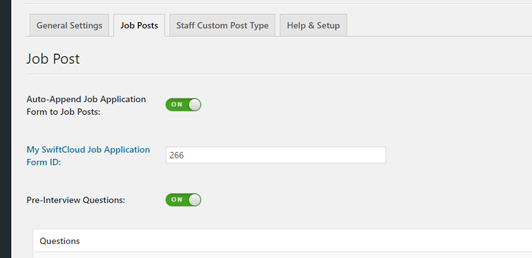 General Settings Job Posts Staff Custom Post Type Help & Setup
Job Post
Auto-Append Job Application
Form to Job Posts:
ON
My SwiftCloud Job Application
Form ID:
266
Pre-Interview Questions:
ON
Questions